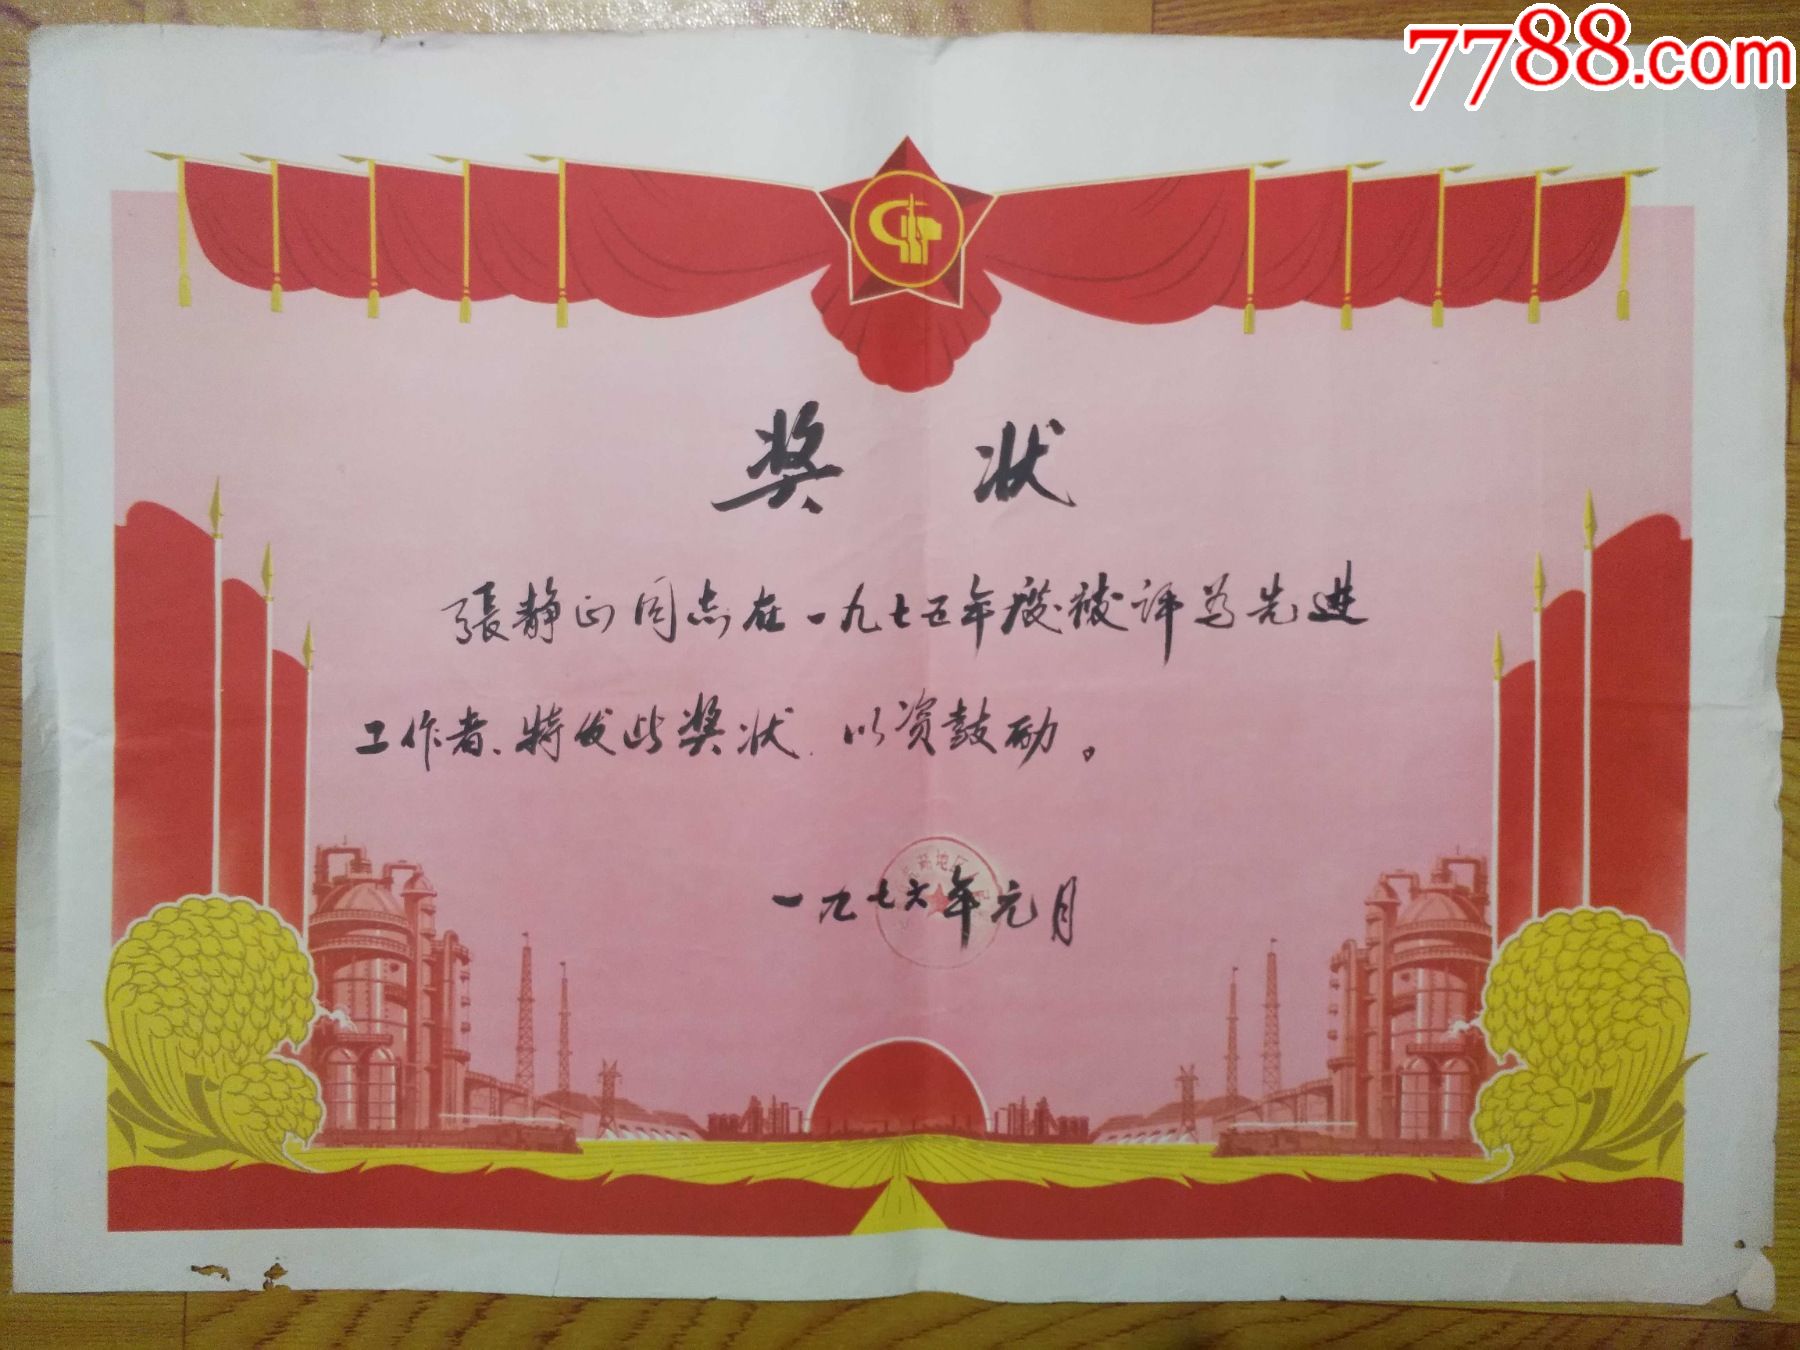 7788.com
奖状
張静山同志在一九七五年度被评为先进
工作者、特发此奖状，以资鼓励。
一九七六年元月